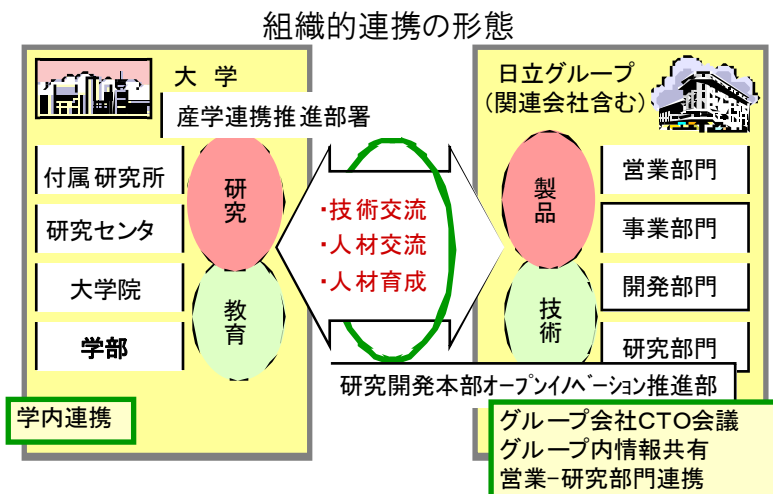 組織的連携の形態
大 学
産学連携推進部署
付属研究所
研究センタ
大学院
学部
研究
教育
学内連携
・技術交流
・人材交流
・人材育成
日立グループ
(関連会社含む)
製品
技術
営業部門
事業部門
開発部門
研究部門
研究開発本部オープンイノベーション推進部
グループ会社CTO会議
グループ内情報共有
営業-研究部門連携